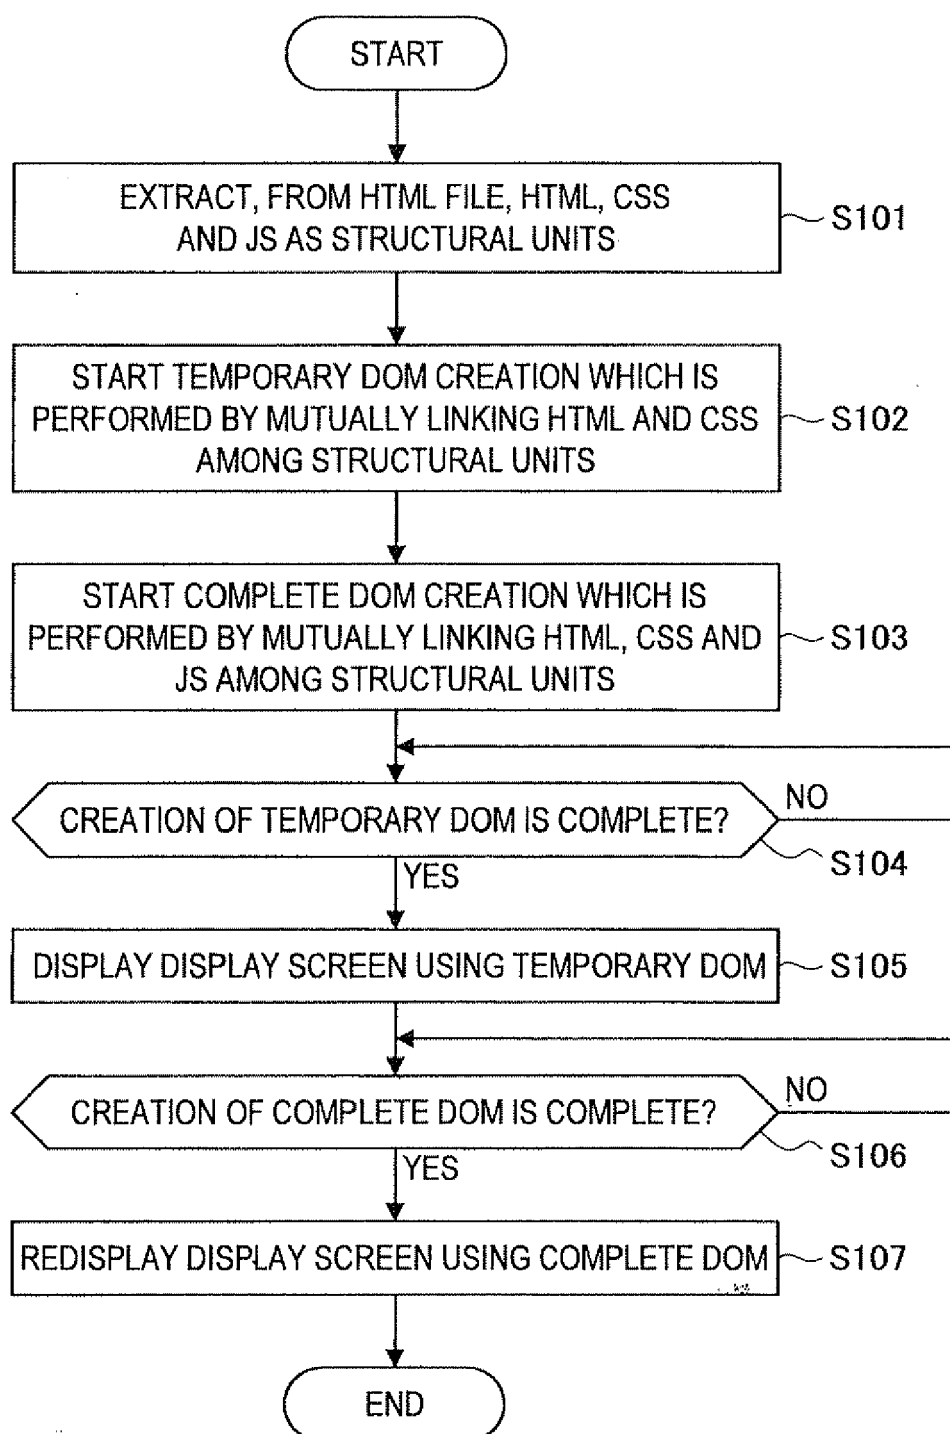 START
EXTRACT, FROM HTML FILE, HTML, CSS
AND JS AS STRUCTURAL UNITS
S101
START TEMPORARY DOM CREATION WHICH IS
PERFORMED BY MUTUALLY LINKING HTML AND CSS
AMONG STRUCTURAL UNITS
S102
START COMPLETE DOM CREATION WHICH IS
PERFORMED BY MUTUALLY LINKING HTML, CSS AND
JS AMONG STRUCTURAL UNITS
S103
CREATION OF TEMPORARY DOM IS COMPLETE?
NO
S104
YES
DISPLAY DISPLAY SCREEN USING TEMPORARY DOM
S105
CREATION OF COMPLETE DOM IS COMPLETE?
NO
S106
YES
REDISPLAY DISPLAY SCREEN USING COMPLETE DOM
S107
END